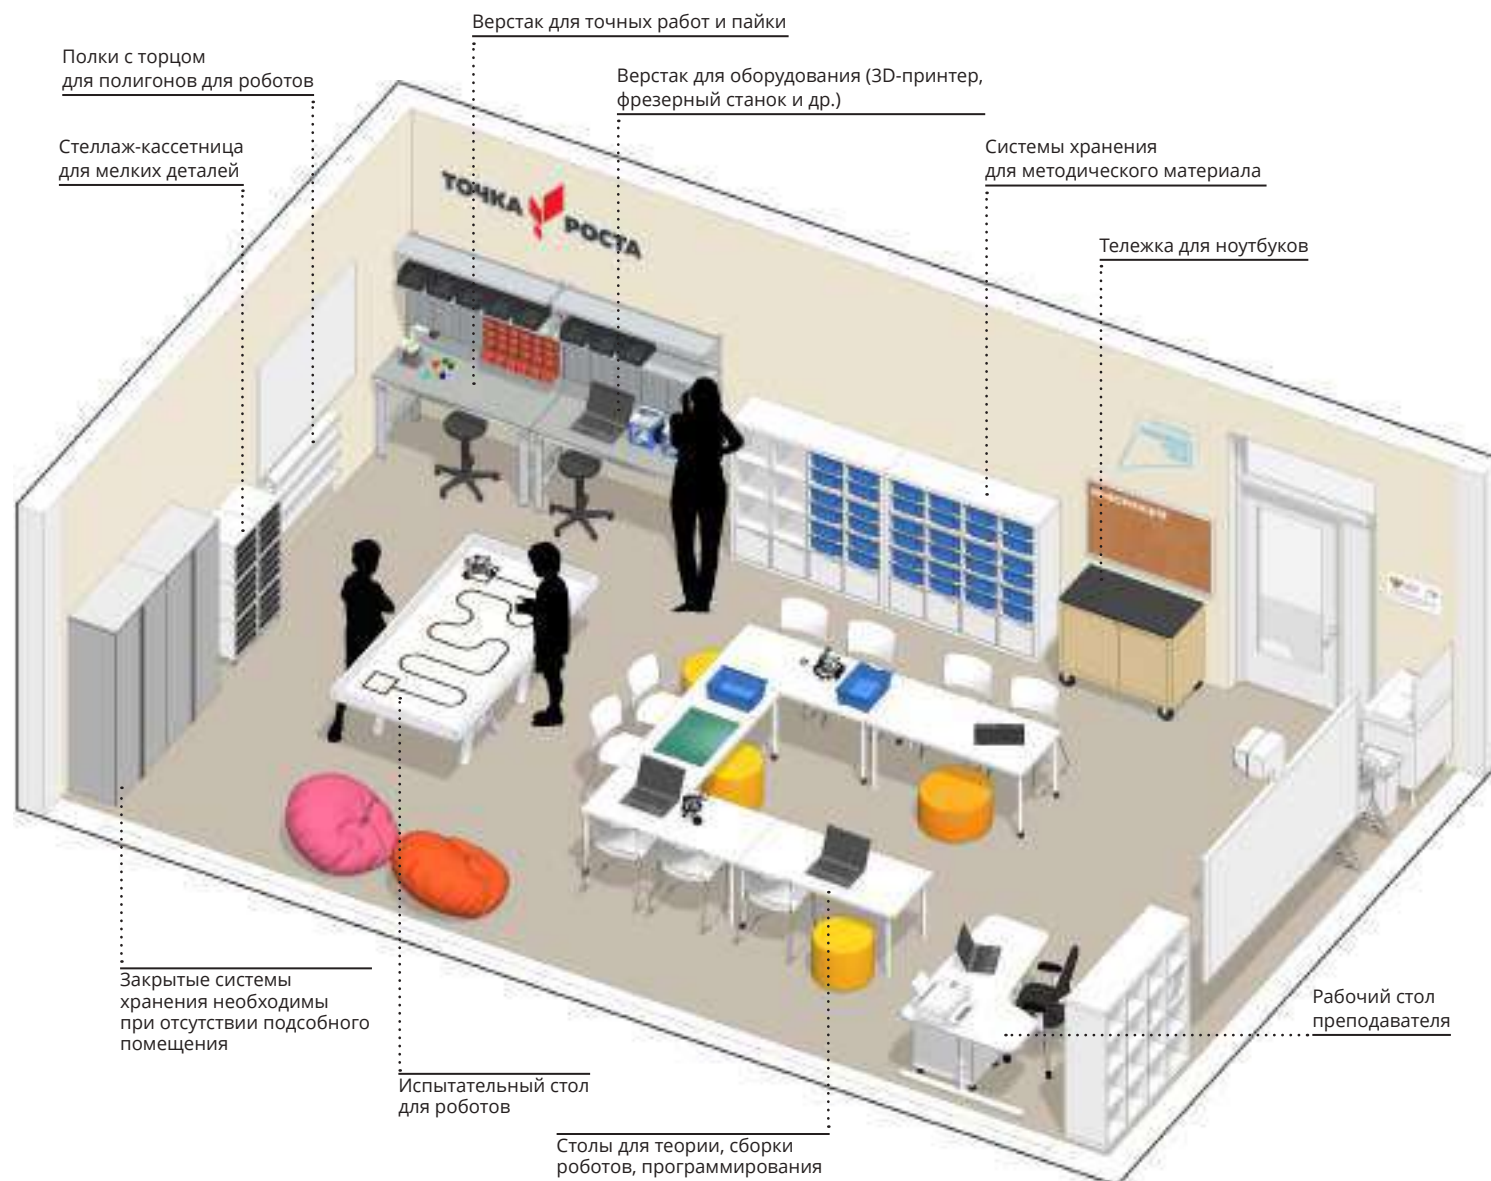 Верстак для точных работ и пайки
Полки с торцом
для полигонов для роботов
Верстак для оборудования (3D-принтер,
фрезерный станок и др.)
Стеллаж-кассетница
для мелких деталей
Системы хранения
для методического материала
Тележка для ноутбуков
ТОЧКА
РОСТА
Закрытые системы
хранения необходимы
при отсутствии подсобного
помещения
Рабочий стол
преподавателя
Испытательный стол
для роботов
Столы для теории, сборки
роботов, программирования